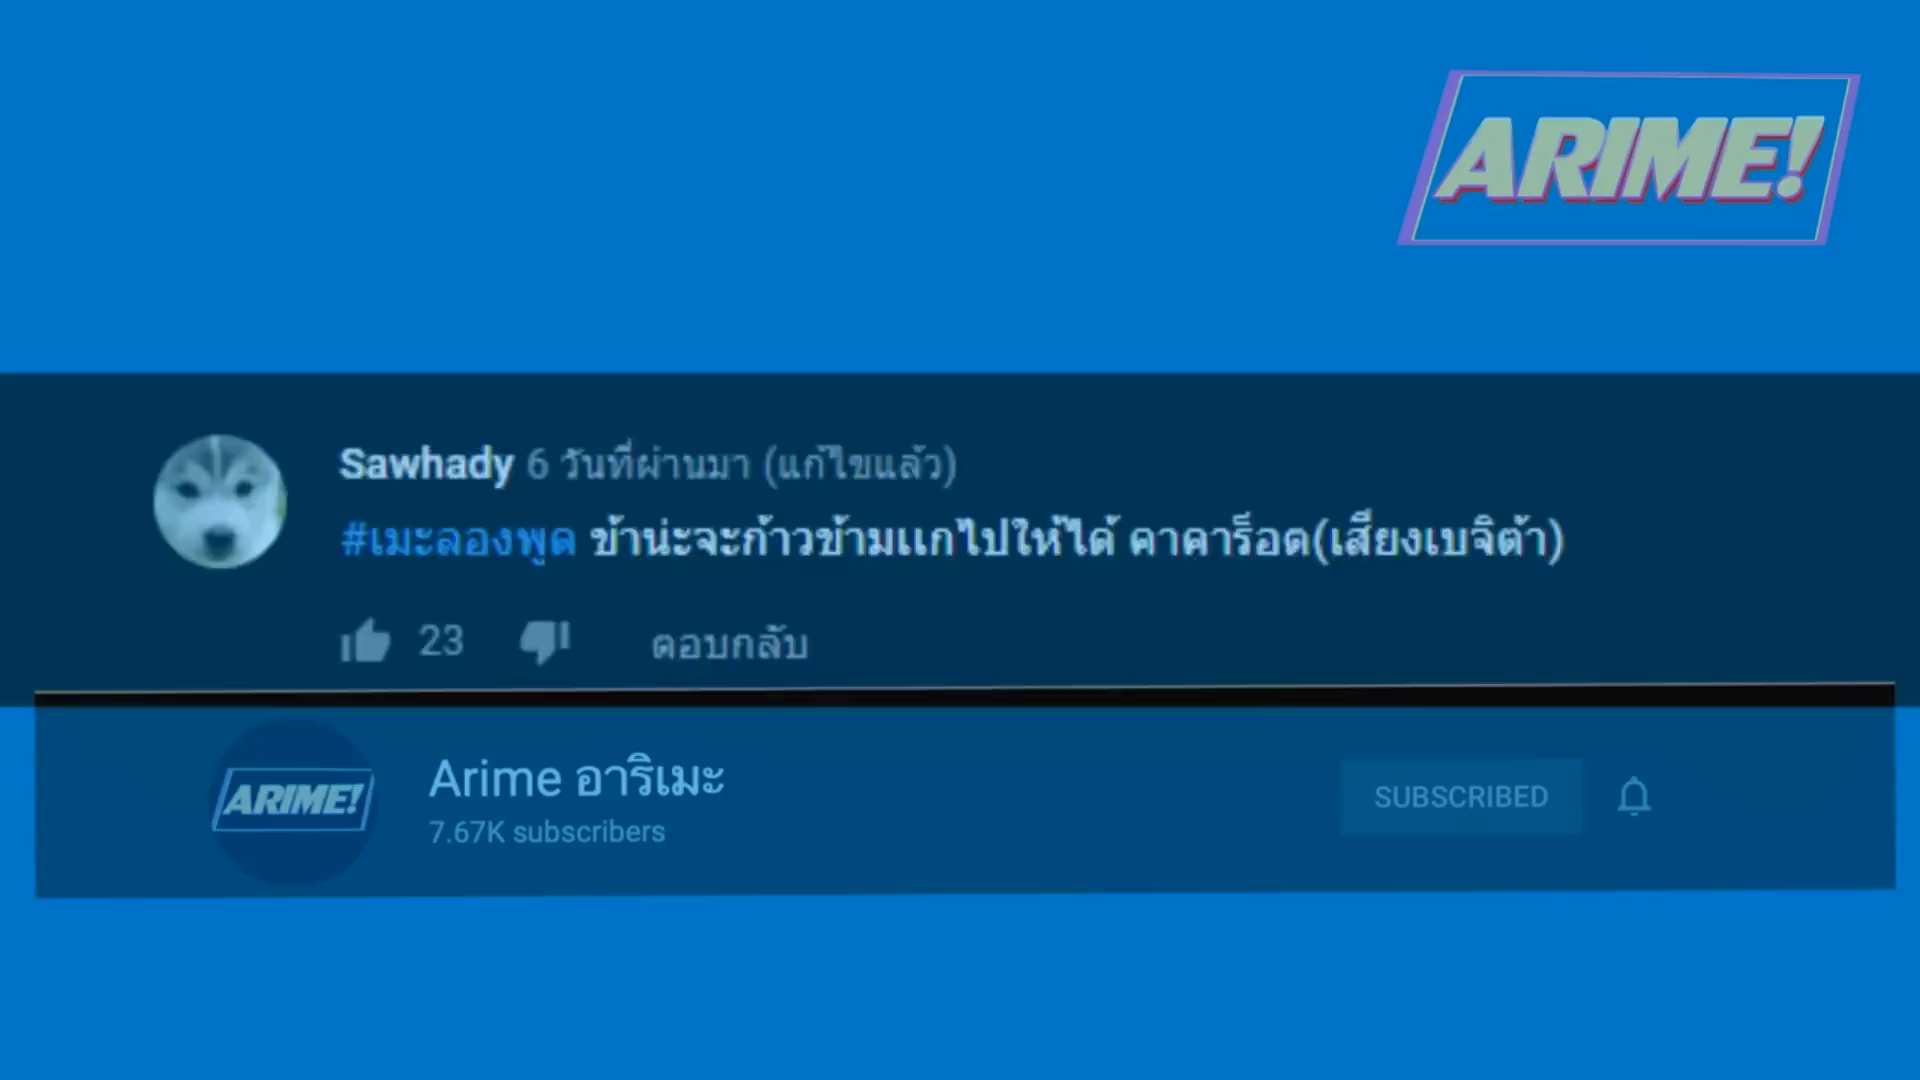 ARIME!
Sawhady 6 วันที่ผ่านมา (แก้ไขแล้ว)
#เมะลองพูด ข้าน่ะจะก้าวข้ามแกไปให้ได้ คาคาร็อต(เสียงเบจิต้า)
23 ตอบกลับ
ARIME!
Arime อาริเมะ
7.67K subscribers
SUBSCRIBED